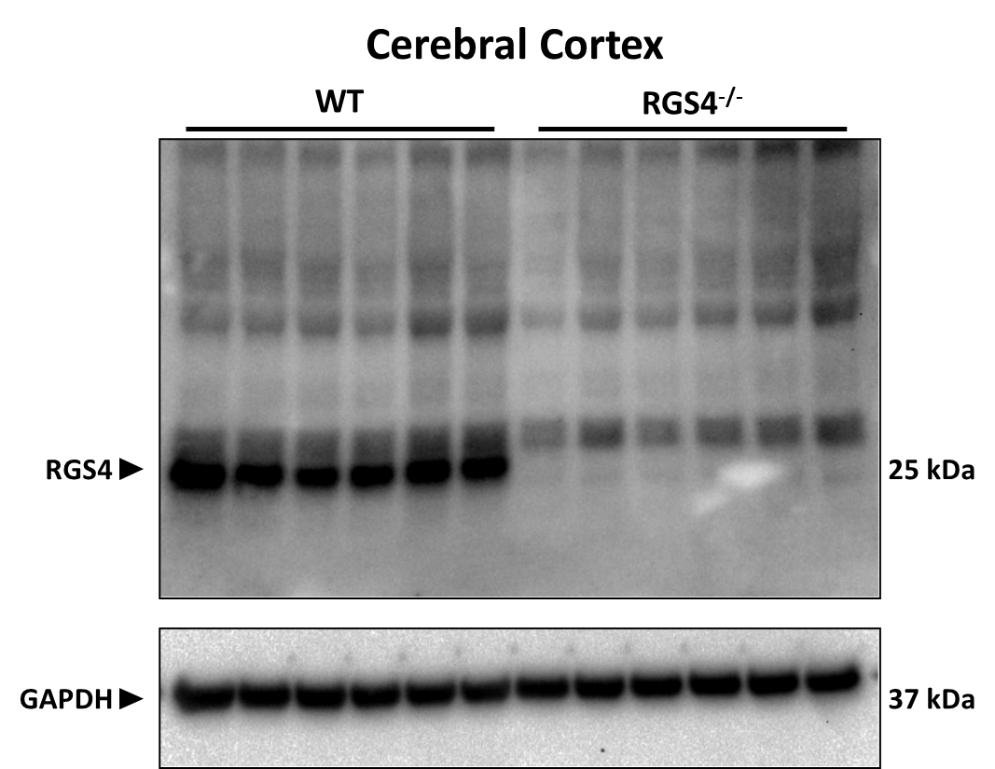 Cerebral Cortex
WT RGS4-/-
RGS4 25 kDa
GAPDH 37 kDa